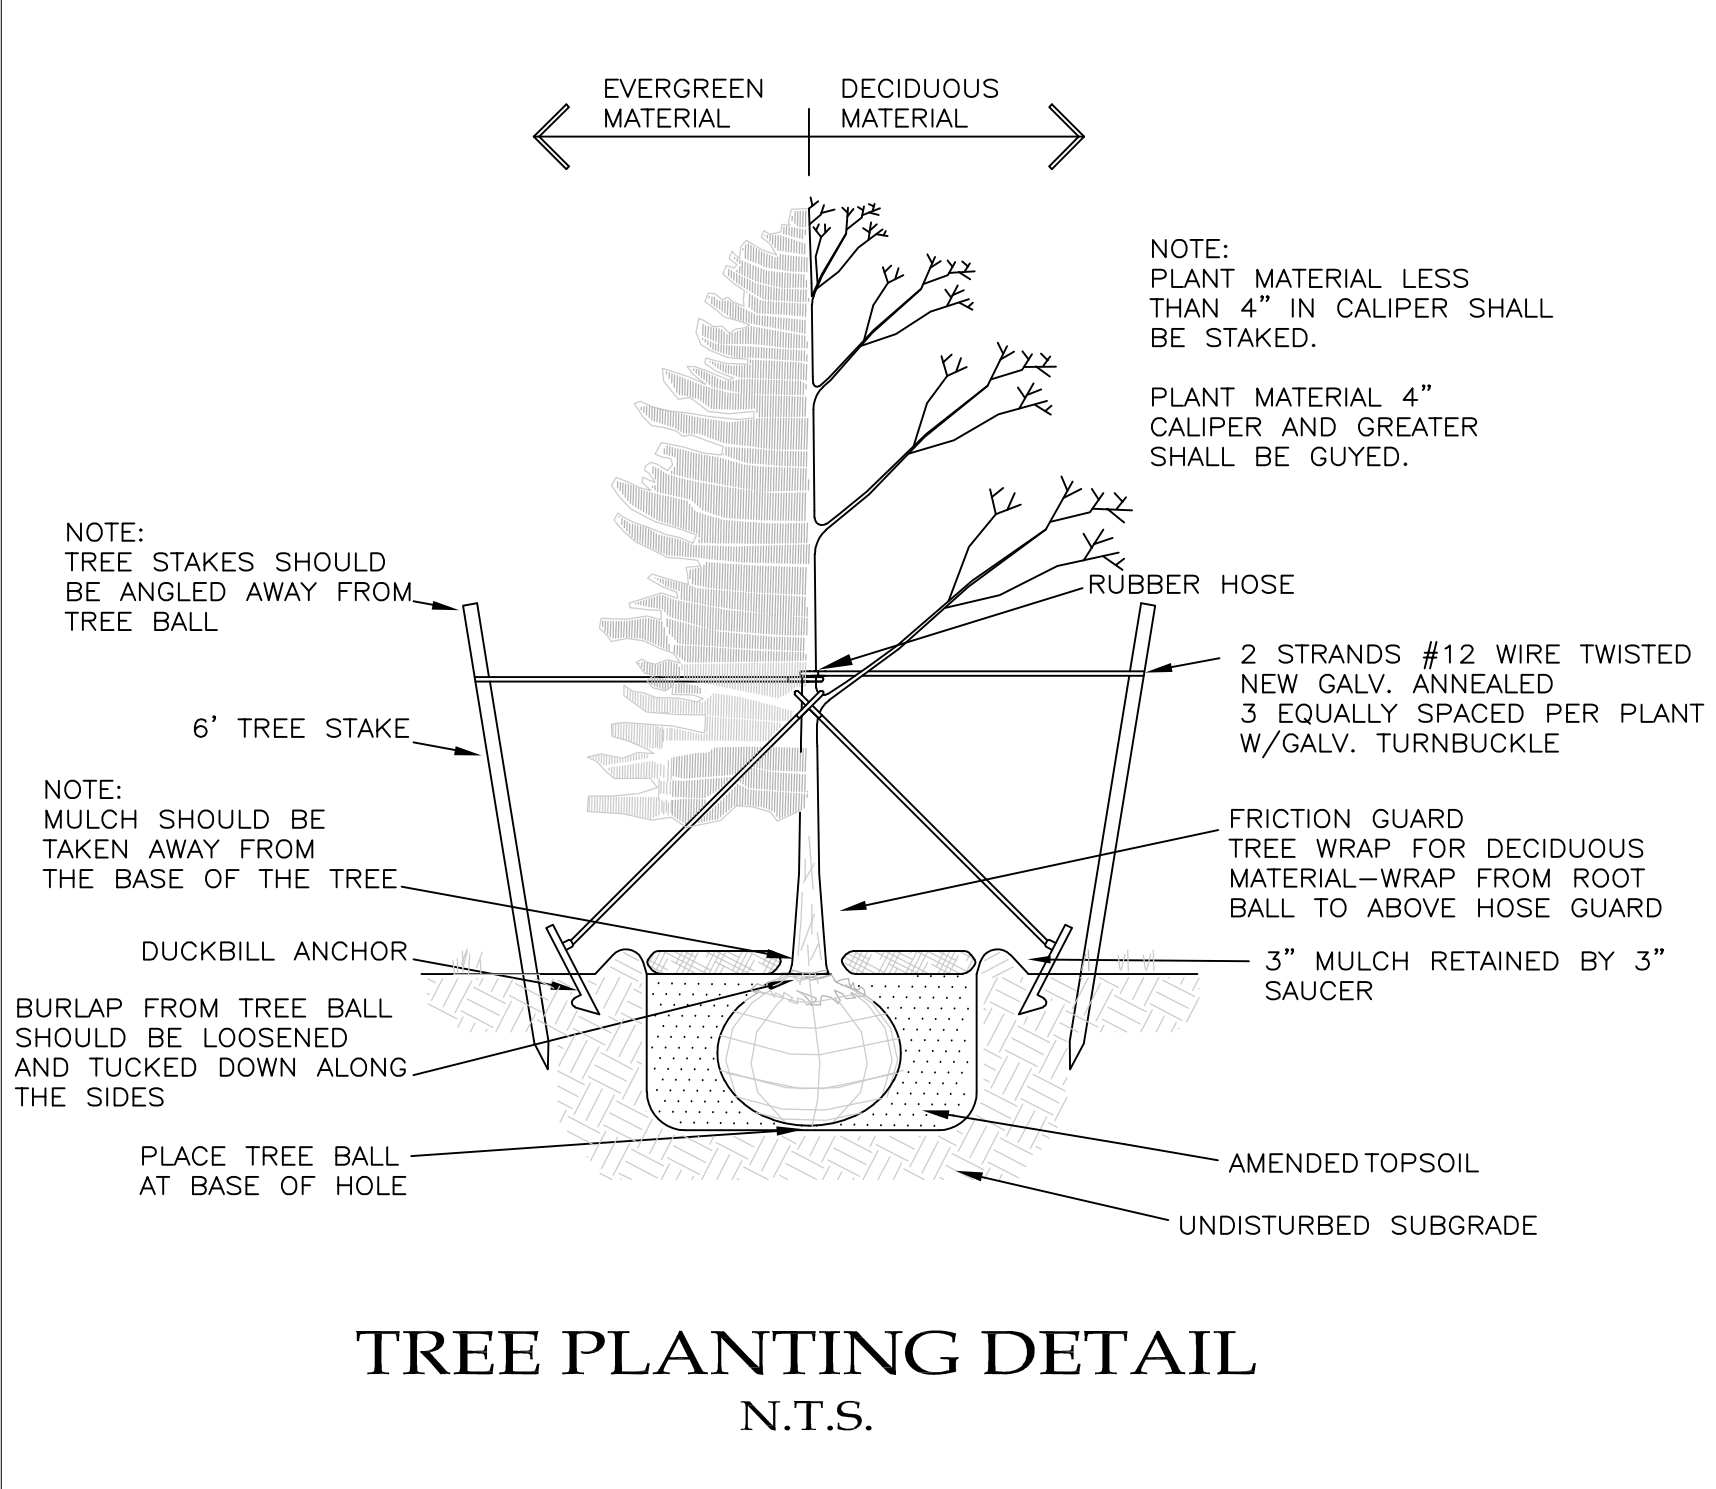 EVERGREEN
MATERIAL
DECIDUOUS
MATERIAL
NOTE:
PLANT MATERIAL LESS
THAN 4” IN CALIPER SHALL
BE STAKED.
PLANT MATERIAL 4”
CALIPER AND GREATER
SHALL BE GUYED.
NOTE:
TREE STAKES SHOULD
BE ANGLED AWAY FROM
TREE BALL
RUBBER HOSE
2 STRANDS #12 WIRE TWISTED
NEW GALV. ANNEALED
3 EQUALLY SPACED PER PLANT
W/GALV. TURNBUCKLE
6’ TREE STAKE
NOTE:
MULCH SHOULD BE
TAKEN AWAY FROM
THE BASE OF THE TREE
FRICTION GUARD
TREE WRAP FOR DECIDUOUS
MATERIAL-WRAP FROM ROOT
BALL TO ABOVE HOSE GUARD
DUCKBILL ANCHOR
3” MULCH RETAINED BY 3”
SAUCER
BURLAP FROM TREE BALL
SHOULD BE LOOSENED
AND TUCKED DOWN ALONG
THE SIDES
PLACE TREE BALL
AT BASE OF HOLE
AMENDED TOPSOIL
UNDISTURBED SUBGRADE
TREE PLANTING DETAIL
N.T.S.